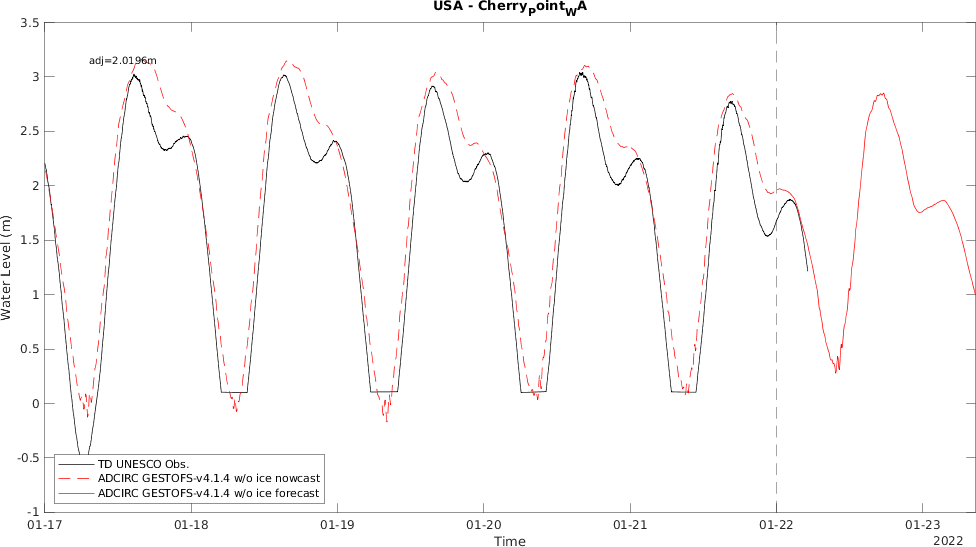 USA - Cherry_Point_WA
adj=2.0196m
3.5
3
2.5
2
1.5
1
0.5
0
-0.5
-1
Water Level (m)
TD UNESCO Obs.
ADCIRC GESTOFS-v4.1.4 w/o ice nowcast
ADCIRC GESTOFS-v4.1.4 w/o ice forecast
01-17 01-18 01-19 01-20 01-21 01-22 01-23
Time
2022